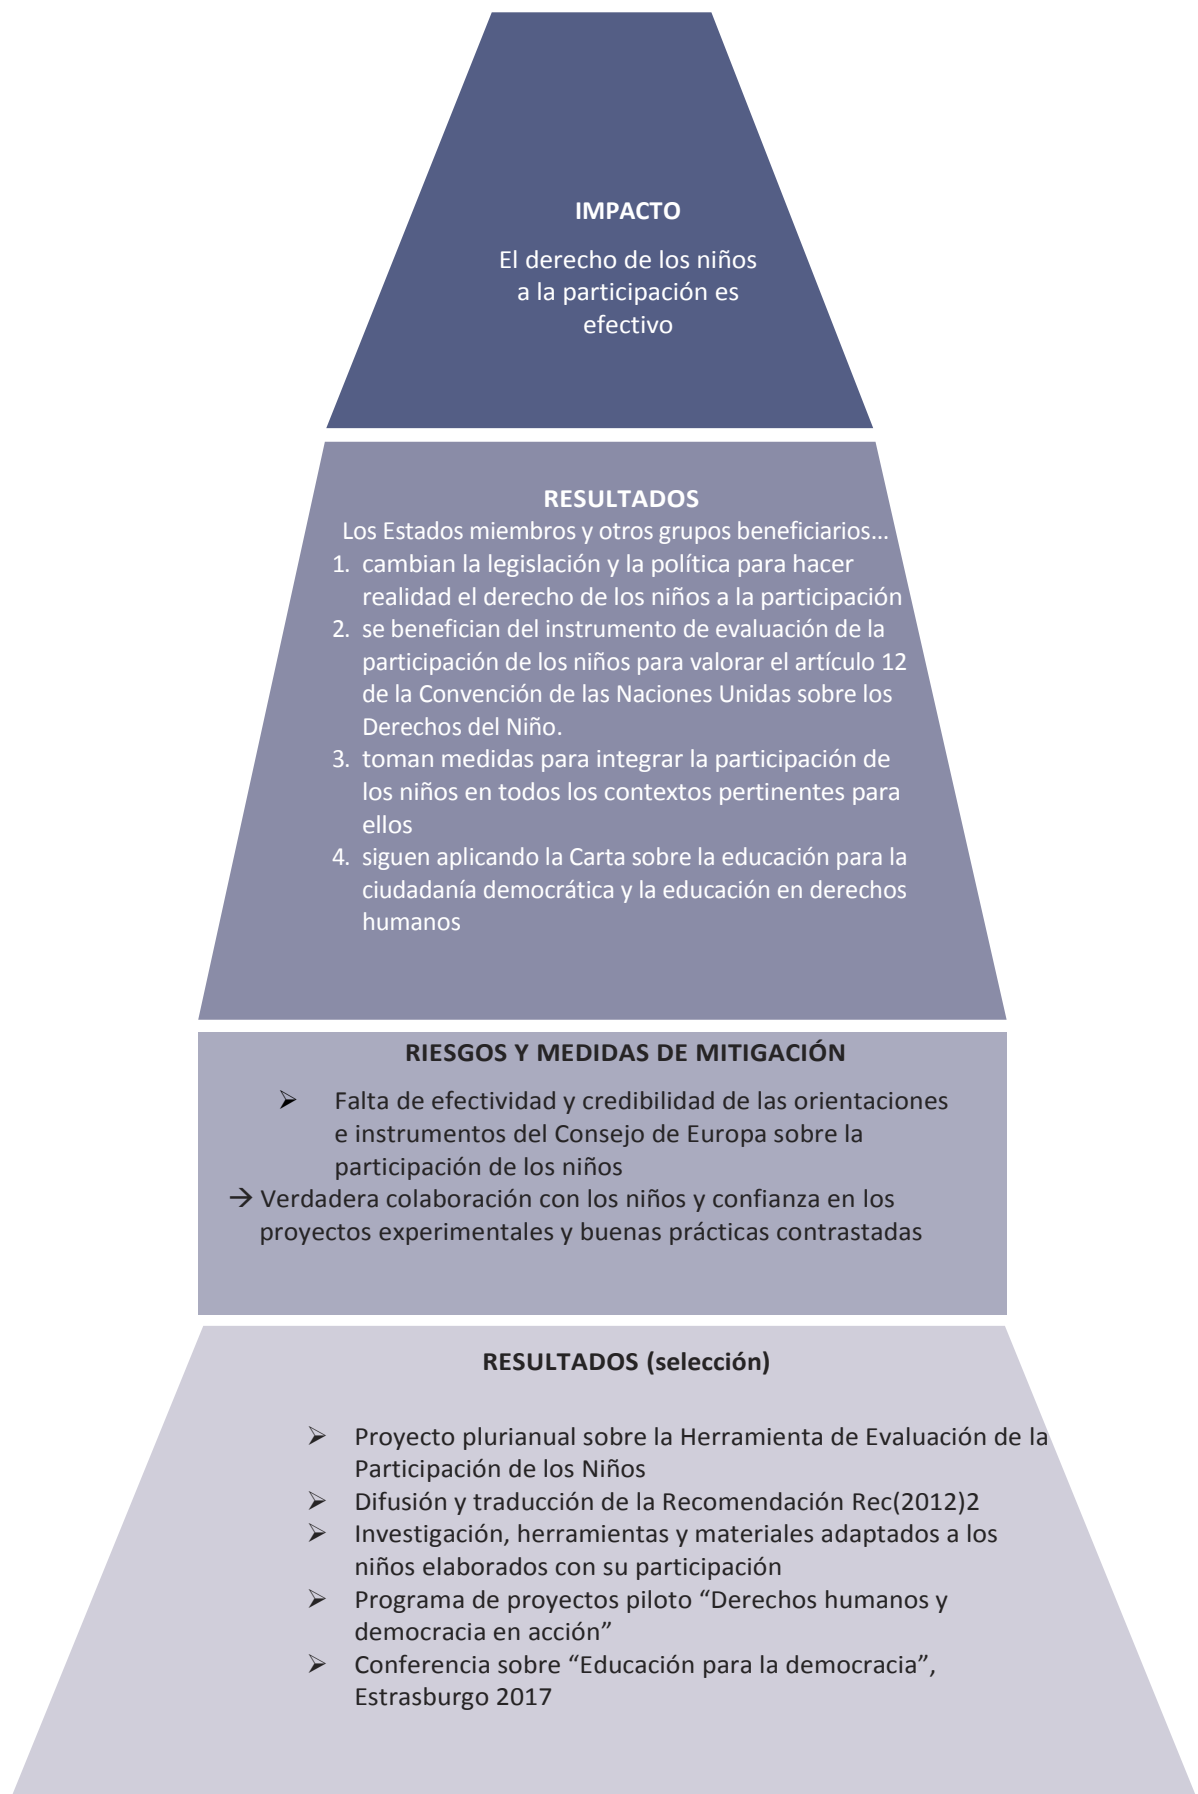 IMPACTO
El derecho de los niños
a la participación es
efectivo
RESULTADOS
Los Estados miembros y otros grupos beneficiarios...
1. cambian la legislación y la política para hacer
realidad el derecho de los niños a la participación
2. se benefician del instrumento de evaluación de la
participación de los niños para valorar el artículo 12
de la Convención de las Naciones Unidas sobre los
Derechos del Niño.
3. toman medidas para integrar la participación de
los niños en todos los contextos pertinentes para
ellos
4. siguen aplicando la Carta sobre la educación para la
ciudadanía democrática y la educación en derechos
humanos
RIESGOS Y MEDIDAS DE MITIGACIÓN
➢ Falta de efectividad y credibilidad de las orientaciones
e instrumentos del Consejo de Europa sobre la
participación de los niños
→ Verdadera colaboración con los niños y confianza en los
proyectos experimentales y buenas prácticas contrastadas
RESULTADOS (selección)
➢ Proyecto plurianual sobre la Herramienta de Evaluación de la
Participación de los Niños
➢ Difusión y traducción de la Recomendación Rec(2012)2
➢ Investigación, herramientas y materiales adaptados a los
niños elaborados con su participación
➢ Programa de proyectos piloto “Derechos humanos y
democracia en acción”
➢ Conferencia sobre “Educación para la democracia”,
Estrasburgo 2017